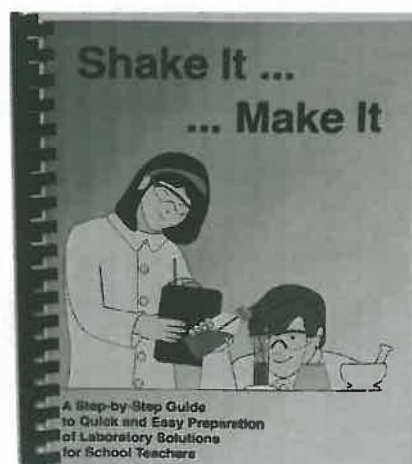 Shake It ...
... Make It
A Step-by-Step Guide
to Quick and Easy Preparation
of Laboratory Solutions
for School Teachers